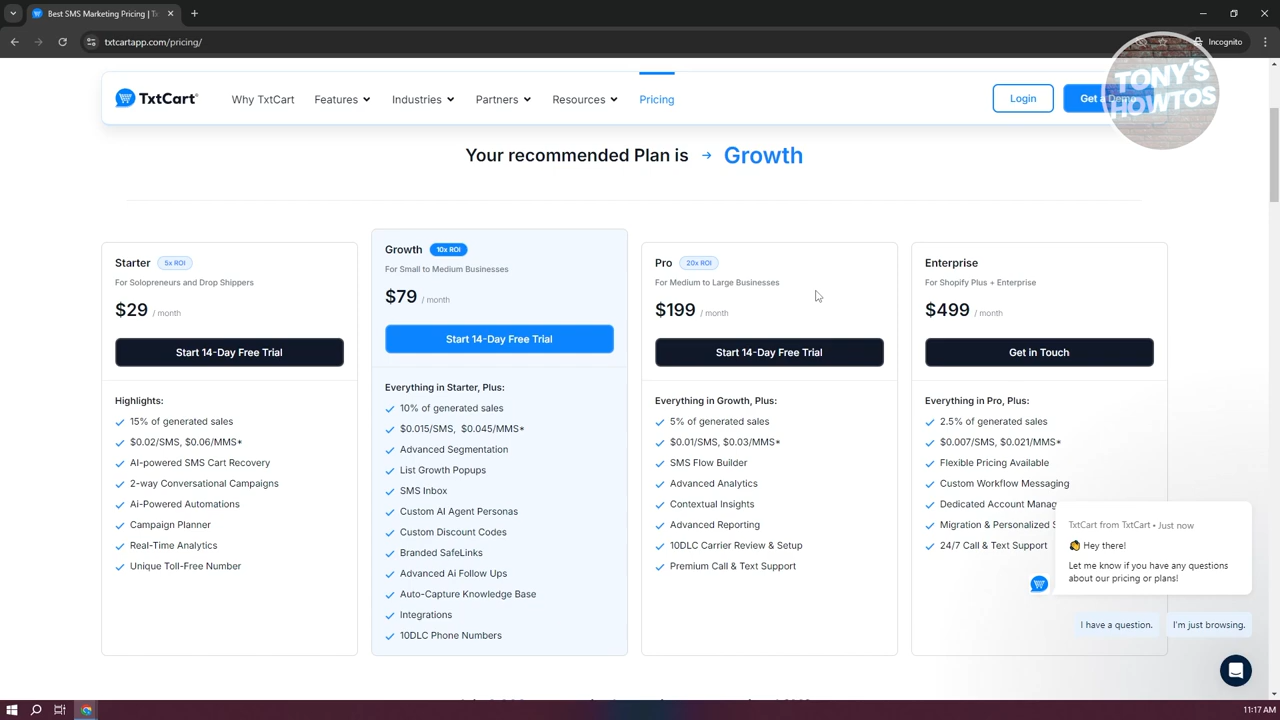 Best SMS Marketing Pricing |
txtcartapp.com/pricing/
Incognito
TxtCart
Why TxtCart
Features
Industries
Partners
Resources
Pricing
Login
Get a Demo
TONY'S
HOWTOS
Your recommended Plan is → Growth
Starter 5x ROI
For Solopreneurs and Drop Shippers
$29 / month
Start 14-Day Free Trial
Highlights:
15% of generated sales
$0.02/SMS, $0.06/MMS*
AI-powered SMS Cart Recovery
2-way Conversational Campaigns
Ai-Powered Automations
Campaign Planner
Real-Time Analytics
Unique Toll-Free Number
Growth 10x ROI
For Small to Medium Businesses
$79 / month
Start 14-Day Free Trial
Everything in Starter, Plus:
10% of generated sales
$0.015/SMS, $0.045/MMS*
Advanced Segmentation
List Growth Popups
SMS Inbox
Custom AI Agent Personas
Custom Discount Codes
Branded SafeLinks
Advanced Ai Follow Ups
Auto-Capture Knowledge Base
Integrations
10DLC Phone Numbers
Pro 20x ROI
For Medium to Large Businesses
$199 / month
Start 14-Day Free Trial
Everything in Growth, Plus:
5% of generated sales
$0.01/SMS, $0.03/MMS*
SMS Flow Builder
Advanced Analytics
Contextual Insights
Advanced Reporting
10DLC Carrier Review & Setup
Premium Call & Text Support
Enterprise
For Shopify Plus + Enterprise
$499 / month
Get in Touch
Everything in Pro, Plus:
2.5% of generated sales
$0.007/SMS, $0.021/MMS*
Flexible Pricing Available
Custom Workflow Messaging
Dedicated Account Manag
Migration & Personalized S
24/7 Call & Text Support
TxtCart from TxtCart • Just now
Hey there!
Let me know if you have any questions
about our pricing or plans!
I have a question.
I'm just browsing.
11:17 AM